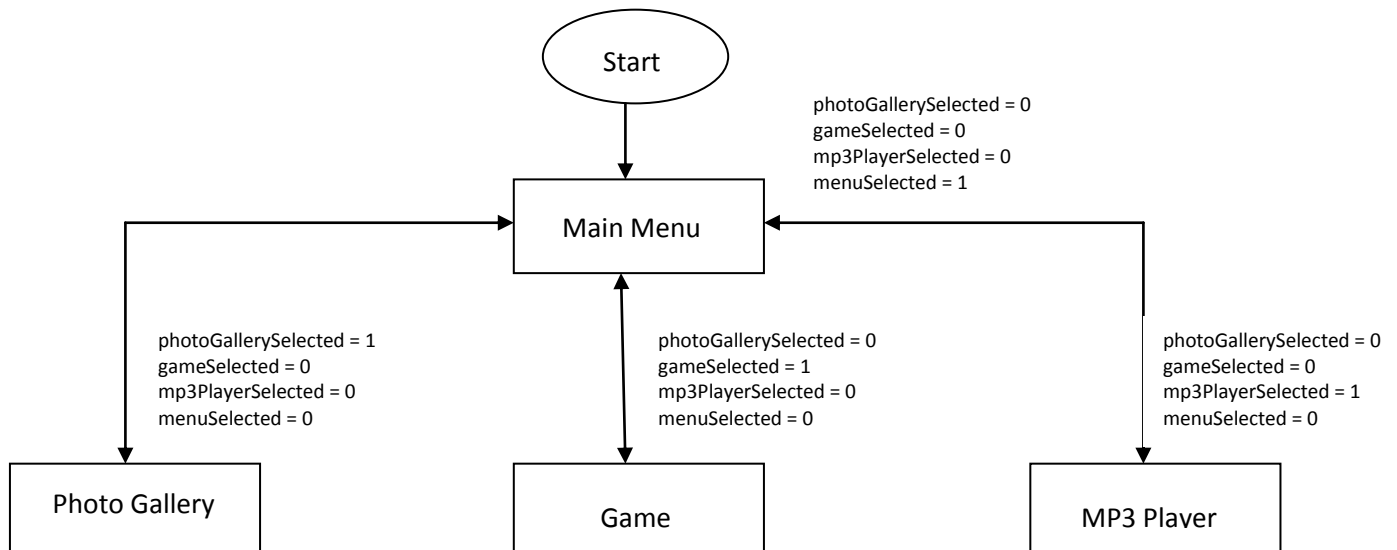 Start
photoGallerySelected = 0
gameSelected = 0
mp3PlayerSelected = 0
menuSelected = 1
Main Menu
photoGallerySelected = 1
gameSelected = 0
mp3PlayerSelected = 0
menuSelected = 0
photoGallerySelected = 0
gameSelected = 1
mp3PlayerSelected = 0
menuSelected = 0
photoGallerySelected = 0
gameSelected = 0
mp3PlayerSelected = 1
menuSelected = 0
Photo Gallery
Game
MP3 Player